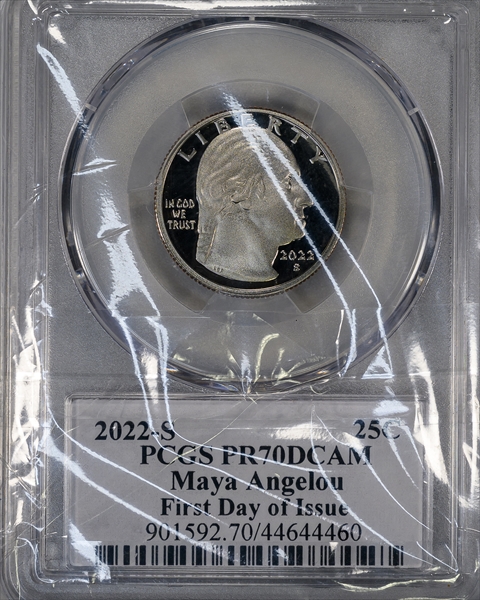 LIBERTY
IN GOD
WE
TRUST
2022
S
2022-S 25C
PCGS PR70DCAM
Maya Angelou
First Day of Issue
901592.70/44644460